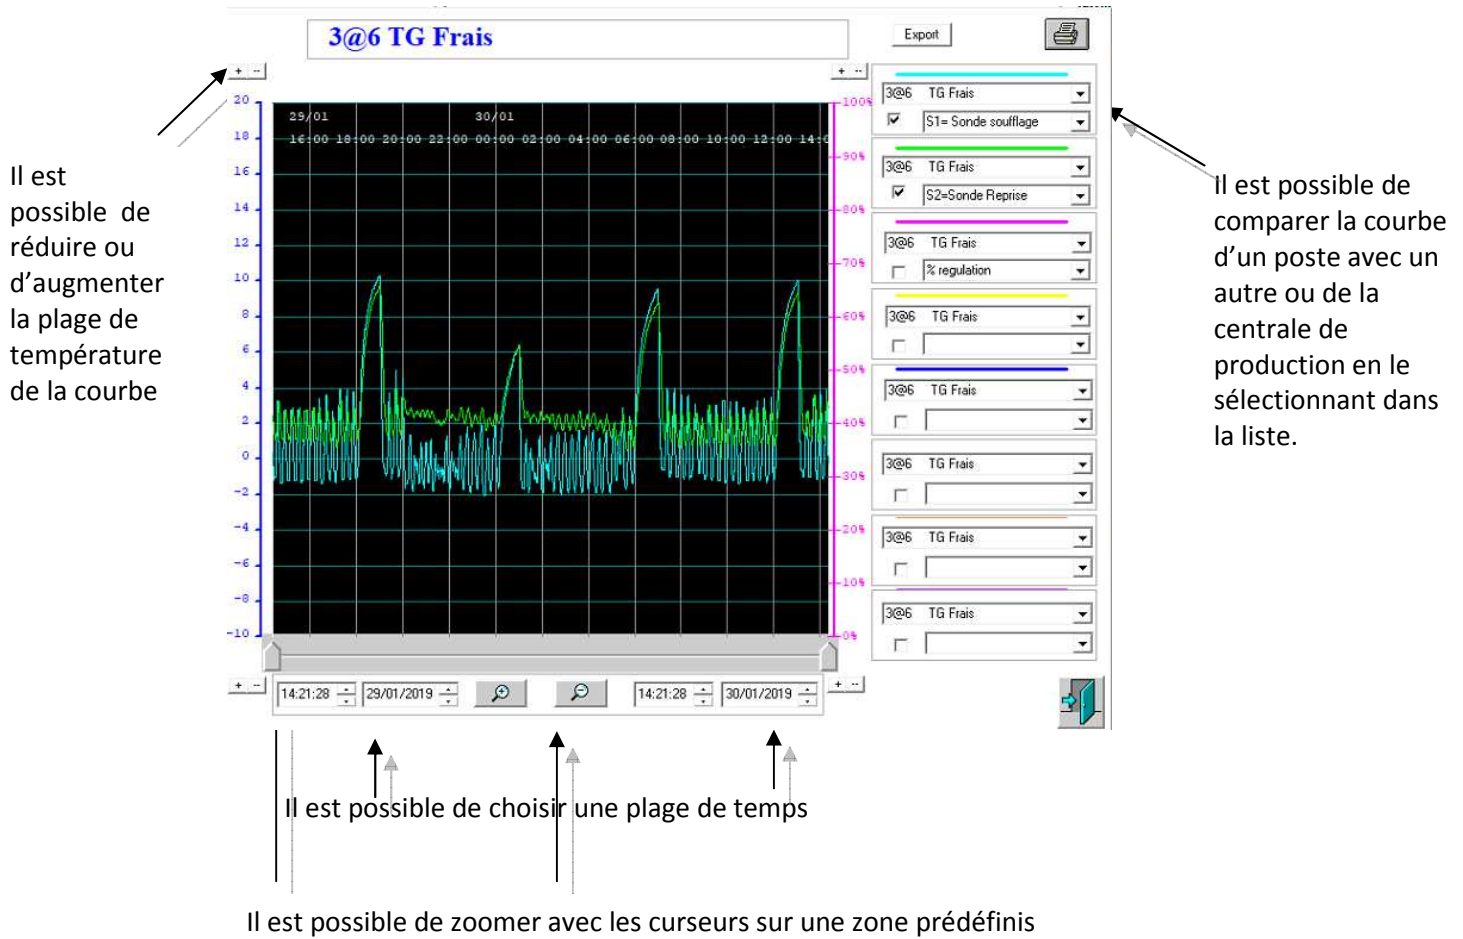 3@6 TG Frais
Export
+ --
+ --
20
18
16
14
12
10
8
6
4
2
0
-2
-4
-6
-8
-10
29/01 30/01
16:00 18:00 20:00 22:00 00:00 02:00 04:00 06:00 08:00 10:00 12:00
100%
90%
80%
70%
60%
50%
40%
30%
20%
10%
0%
3@6 TG Frais
S1= Sonde soufflage
3@6 TG Frais
S2=Sonde Reprise
3@6 TG Frais
% regulation
3@6 TG Frais
3@6 TG Frais
3@6 TG Frais
3@6 TG Frais
3@6 TG Frais
+ --
14:21:28 29/01/2019 14:21:28 30/01/2019
+ --
Il est
possible de
réduire ou
d'augmenter
la plage de
température
de la courbe
Il est possible de
comparer la courbe
d'un poste avec un
autre ou de la
centrale de
production en le
sélectionnant dans
la liste.
Il est possible de choisir une plage de temps
Il est possible de zoomer avec les curseurs sur une zone prédéfinis